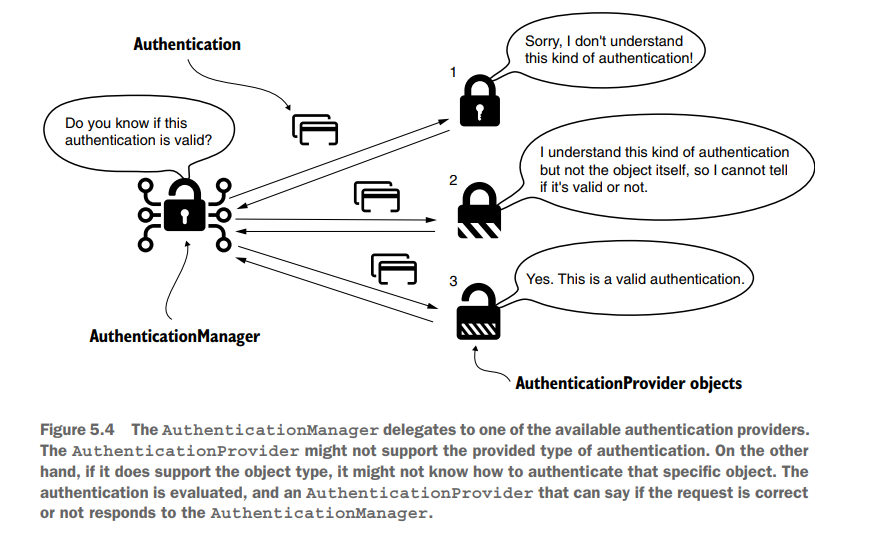 Authentication
Sorry, I don't understand
this kind of authentication!
1
Do you know if this
authentication is valid?
I understand this kind of authentication
but not the object itself, so I cannot tell
if it's valid or not.
2
3
Yes. This is a valid authentication.
AuthenticationManager
AuthenticationProvider objects
Figure 5.4 The AuthenticationManager delegates to one of the available authentication providers.
The AuthenticationProvider might not support the provided type of authentication. On the other
hand, if it does support the object type, it might not know how to authenticate that specific object. The
authentication is evaluated, and an AuthenticationProvider that can say if the request is correct
or not responds to the AuthenticationManager.